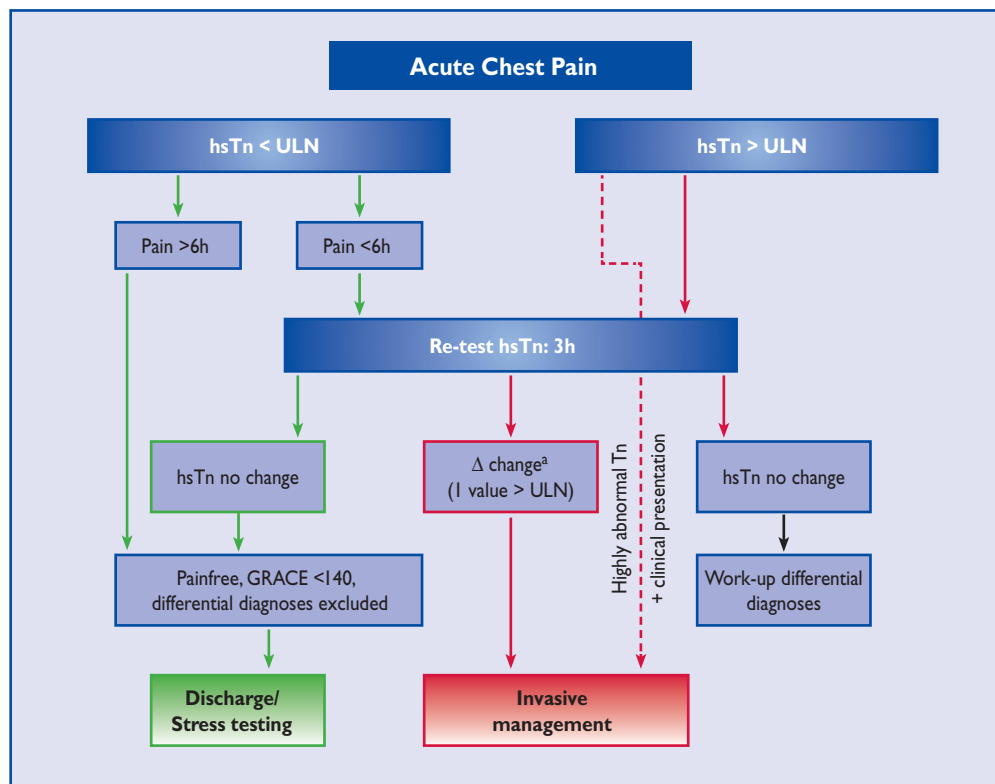 Acute Chest Pain
hsTn < ULN
hsTn > ULN
Pain >6h
Pain <6h
Re-test hsTn: 3h
hsTn no change
Δ changeᵃ
(1 value > ULN)
Highly abnormal Tn
+ clinical presentation
hsTn no change
Painfree, GRACE <140,
differential diagnoses excluded
Work-up differential
diagnoses
Discharge/
Stress testing
Invasive
management